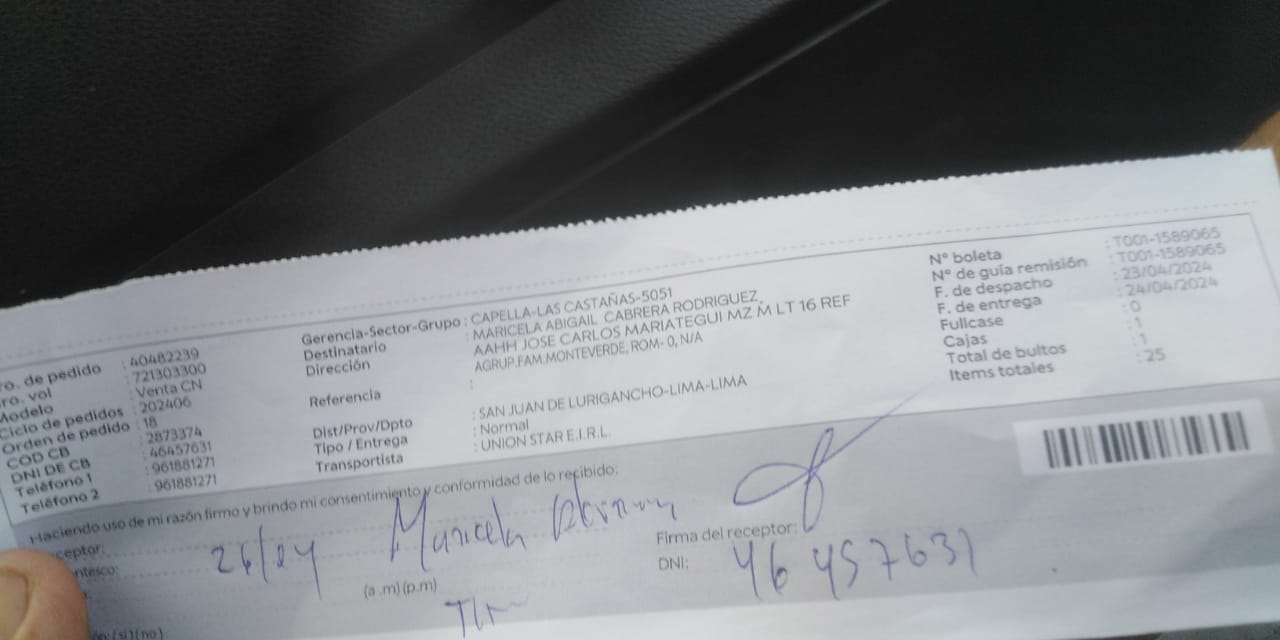 ro. de pedido : 40482239
ro. vol : 721303300
Modelo : Venta CN
Ciclo de pedidos : 202406
Orden de pedido : 18
COD CB : 2873374
DNI DE CB : 46457631
Teléfono 1 : 961881271
Teléfono 2 : 961881271
Gerencia-Sector-Grupo : CAPELLA-LAS CASTAÑAS-5051
Destinatario : MARICELA ABIGAIL CABRERA RODRIGUEZ
Dirección : AAHH JOSE CARLOS MARIATEGUI MZ M LT 16 REF
AGRUP.FAM.MONTEVERDE, ROM- 0, N/A
Referencia :
Dist/Prov/Dpto : SAN JUAN DE LURIGANCHO-LIMA-LIMA
Tipo / Entrega : Normal
Transportista : UNION STAR E.I.R.L.
N° boleta : T001-1589065
N° de guía remisión : T001-1589065
F. de despacho : 23/04/2024
F. de entrega : 24/04/2024
Fullcase : 0
Cajas : 1
Total de bultos : 1
Items totales : 25
Haciendo uso de mi razón firmo y brindo mi consentimiento y conformidad de lo recibido:
ceptor: Maricela
ntesco:
26/04
(a .m) (p.m)
Firma del receptor:
DNI: 46457631
(si) (no)